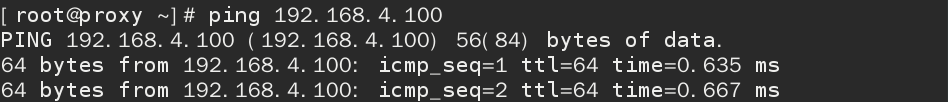 [root@proxy ~]# ping 192.168.4.100
PING 192.168.4.100 (192.168.4.100) 56(84) bytes of data.
64 bytes from 192.168.4.100: icmp_seq=1 ttl=64 time=0.635 ms
64 bytes from 192.168.4.100: icmp_seq=2 ttl=64 time=0.667 ms